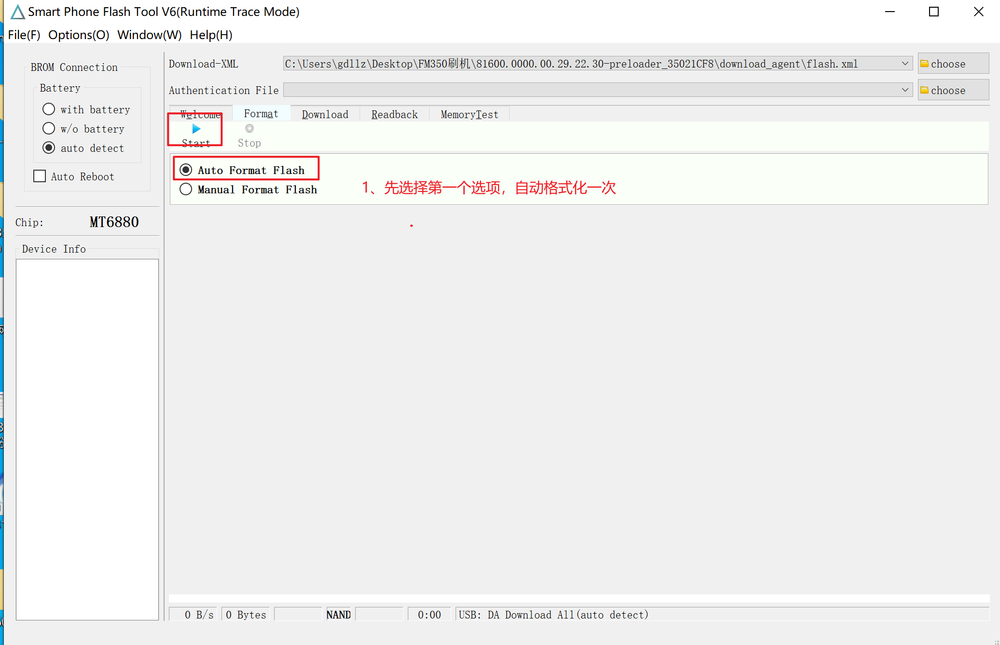 Smart Phone Flash Tool V6(Runtime Trace Mode)
File(F) Options(O) Window(W) Help(H)
BROM Connection
Battery
with battery
w/o battery
auto detect
Auto Reboot
Chip: MT6880
Device Info
Download-XML C:\Users\gdllz\Desktop\FM350刷机\81600.0000.00.29.22.30-preloader_35021CF8\download_agent\flash.xml choose
Authentication File choose
Welcome Format Download Readback MemoryTest
Start Stop
Auto Format Flash
Manual Format Flash
1、先选择第一个选项，自动格式化一次
0 B/s 0 Bytes NAND 0:00 USB: DA Download All(auto detect)